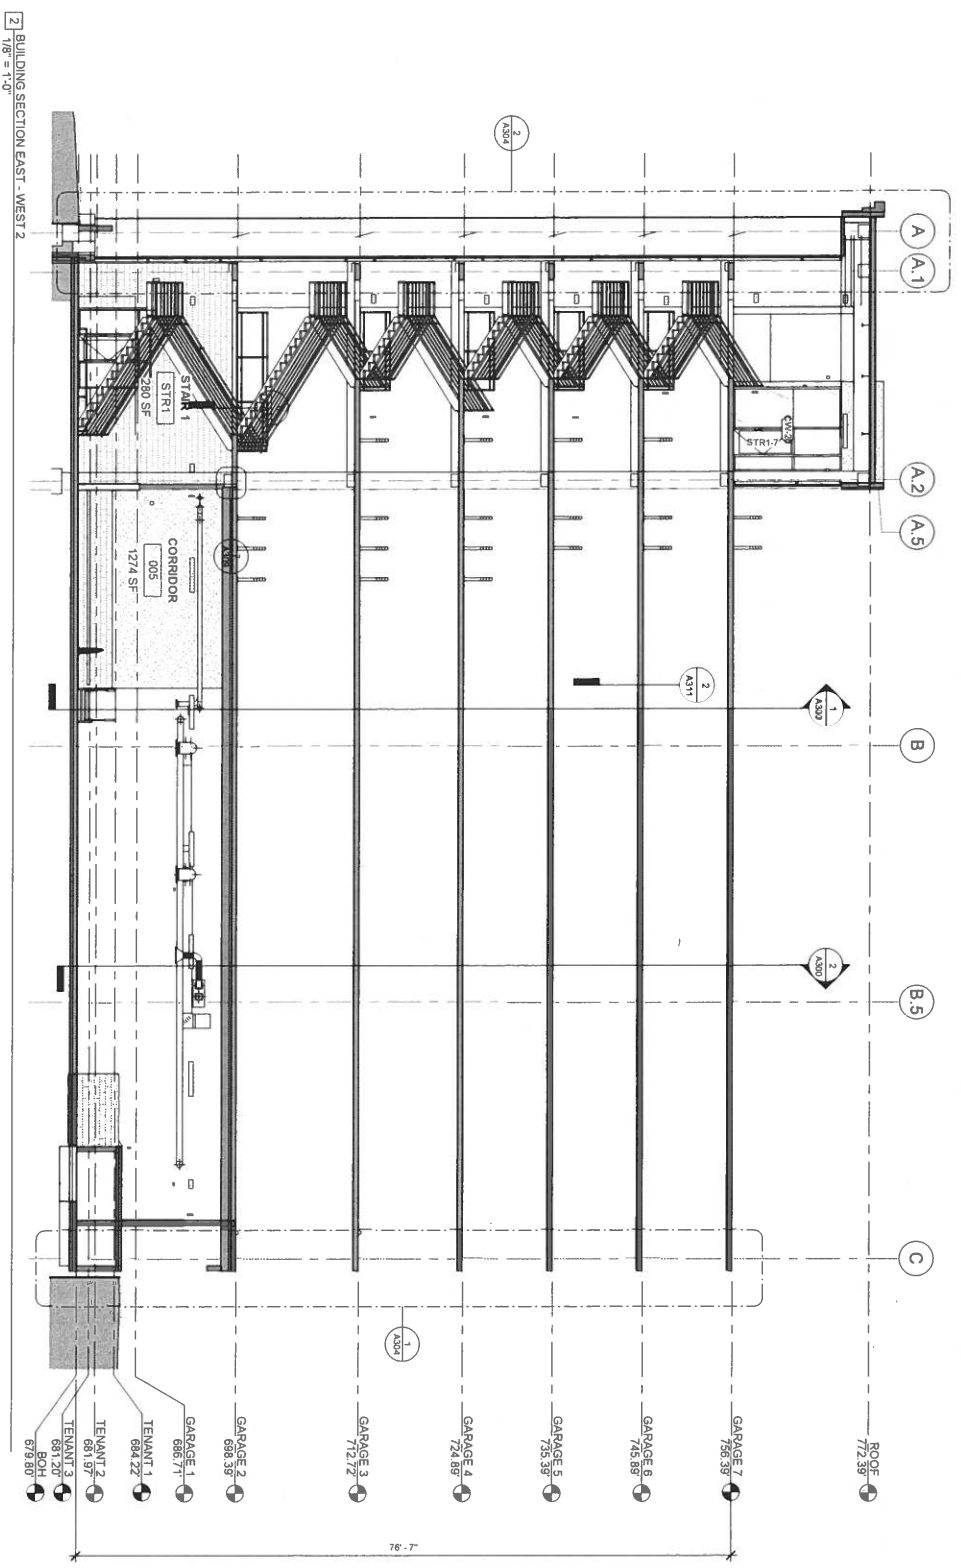 2
BUILDING SECTION EAST - WEST 2
1/8" = 1'-0"
2
A304
A
A.1
A.2
A.5
B
B.5
C
STAIR 1
STR1
280 SF
CORRIDOR
005
1274 SF
STR1-7
2
A311
1
A300
2
A300
1
A304
ROOF
772.39'
GARAGE 7
756.39'
GARAGE 6
745.89'
GARAGE 5
735.39'
GARAGE 4
724.89'
GARAGE 3
712.72'
GARAGE 2
698.39'
GARAGE 1
686.71'
TENANT 1
684.22'
TENANT 2
681.97'
TENANT 3
681.20'
BOH
679.80'
76' - 7"